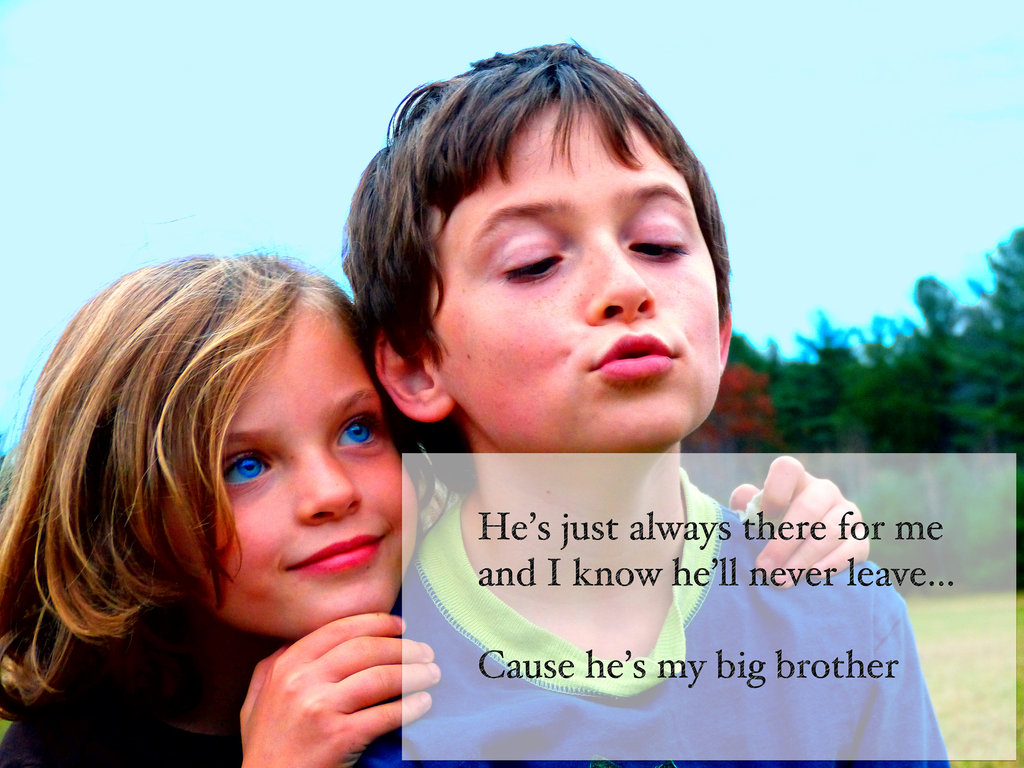 He's just always there for me
and I know he'll never leave...
Cause he's my big brother